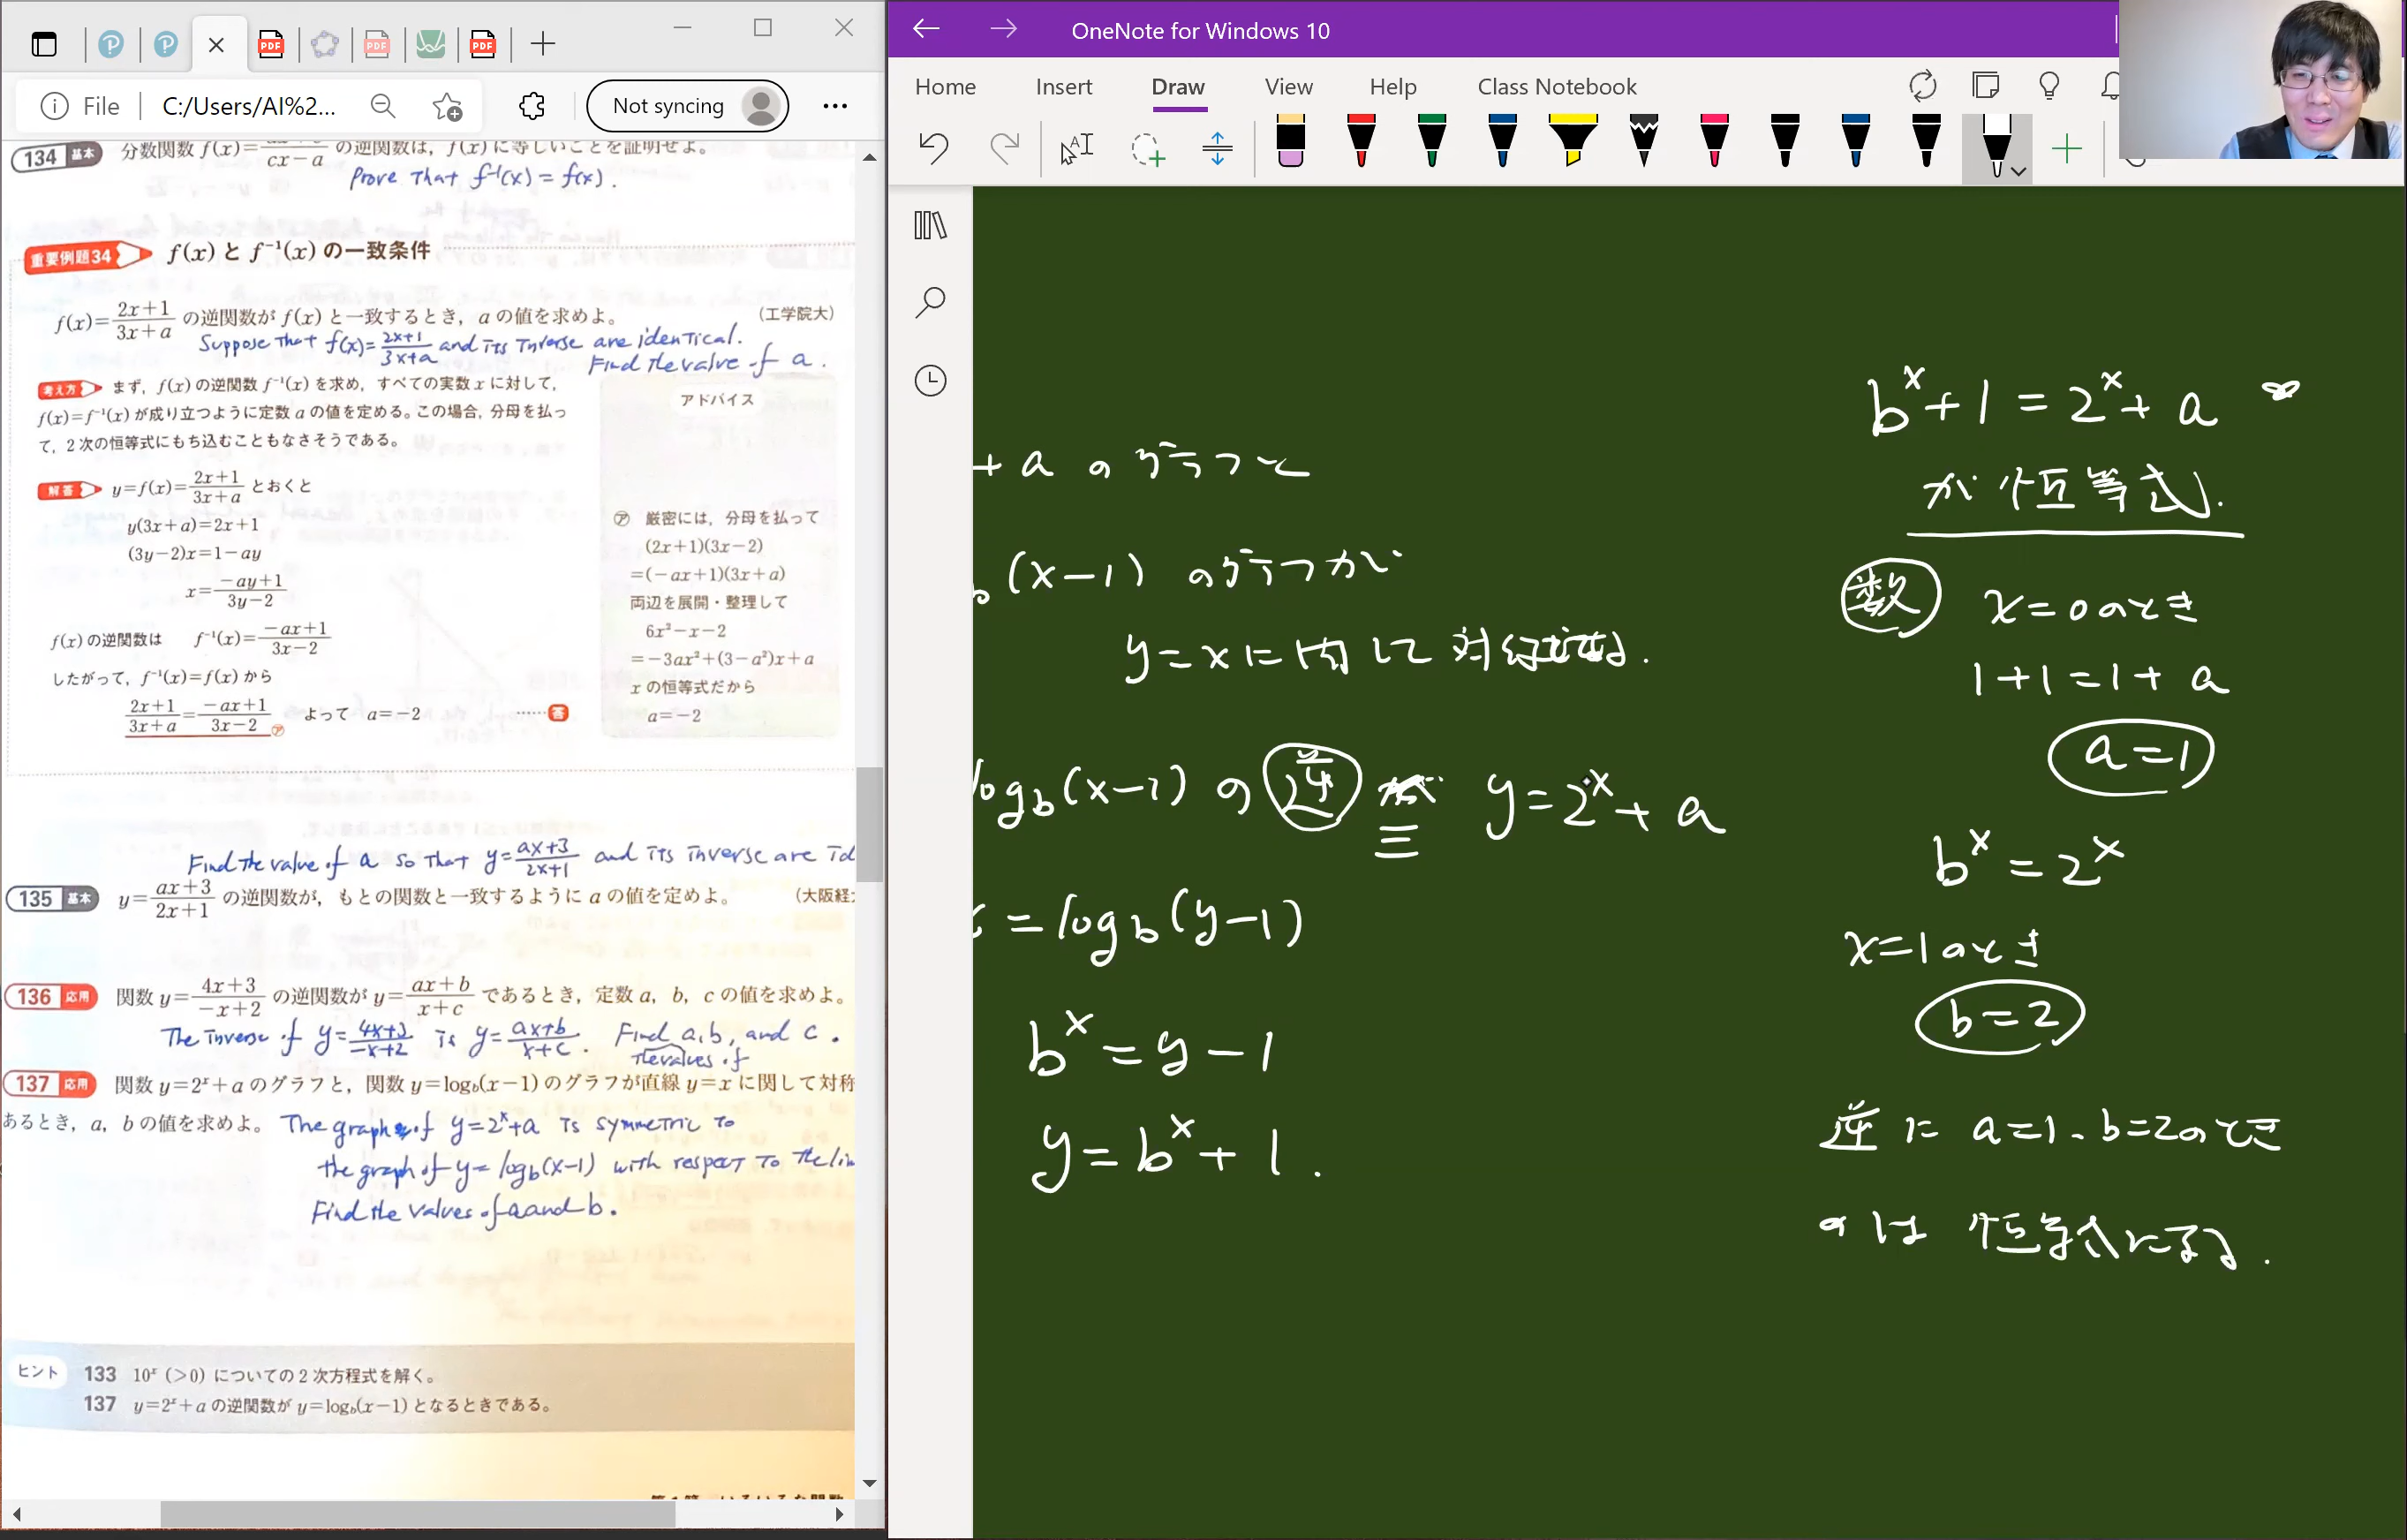 File
C:/Users/AI%2...
Not syncing
134 基本 分数関数 f(x)= cx−a の逆関数は, f(x) に等しいことを証明せよ。
Prove That f⁻¹(x) = f(x).
重要例題34 f(x) と f⁻¹(x) の一致条件
f(x)=(2x+1)/(3x+a) の逆関数が f(x) と一致するとき, a の値を求めよ。 (工学院大)
Suppose That f(x)=(2x+1)/(3x+a) and its Inverse are identical.
Find the value of a.
考え方 まず, f(x) の逆関数 f⁻¹(x) を求め, すべての実数 x に対して,
f(x)=f⁻¹(x) が成り立つように定数 a の値を定める。この場合, 分母を払っ
て, 2次の恒等式にもち込むこともなさそうである。
解答 y=f(x)=(2x+1)/(3x+a) とおくと
y(3x+a)=2x+1
(3y−2)x=1−ay
x=(−ay+1)/(3y−2)
f(x) の逆関数は f⁻¹(x)=(−ax+1)/(3x−2)
したがって, f⁻¹(x)=f(x) から
(2x+1)/(3x+a)=(−ax+1)/(3x−2) ㋐ よって a=−2 ……答
アドバイス
㋐ 厳密には, 分母を払って
(2x+1)(3x−2)
=(−ax+1)(3x+a)
両辺を展開・整理して
6x²−x−2
=−3ax²+(3−a²)x+a
x の恒等式だから
a=−2
Find the value of a so that y=(ax+3)/(2x+1) and its inverse are Id
135 基本 y=(ax+3)/(2x+1) の逆関数が, もとの関数と一致するように a の値を定めよ。 (大阪経
136 応用 関数 y=(4x+3)/(−x+2) の逆関数が y=(ax+b)/(x+c) であるとき, 定数 a, b, c の値を求めよ。
The inverse of y=(4x+3)/(−x+2) is y=(ax+b)/(x+c). Find a, b, and c.
the values of
137 応用 関数 y=2ˣ+a のグラフと, 関数 y=log_b(x−1) のグラフが直線 y=x に関して対称
あるとき, a, b の値を求めよ。 The graph of y=2ˣ+a is symmetric to
the graph of y=log_b(x−1) with respect to the lin
Find the values of a and b.
ヒント 133 10ˣ (>0) についての2次方程式を解く。
137 y=2ˣ+a の逆関数が y=log_b(x−1) となるときである。
OneNote for Windows 10
Home Insert Draw View Help Class Notebook
+ a のグラフと
(x−1) のグラフが
y=x に関して対称である.
log_b(x−1) の逆 ≡ y=2ˣ+a
= log_b(y−1)
bˣ = y−1
y = bˣ + 1.
bˣ+1 = 2ˣ+a
が恒等式.
数 x=0のとき
1+1=1+a
a=1
bˣ=2ˣ
x=1のとき
b=2
逆に a=1、b=2のとき
は 恒等式になる.